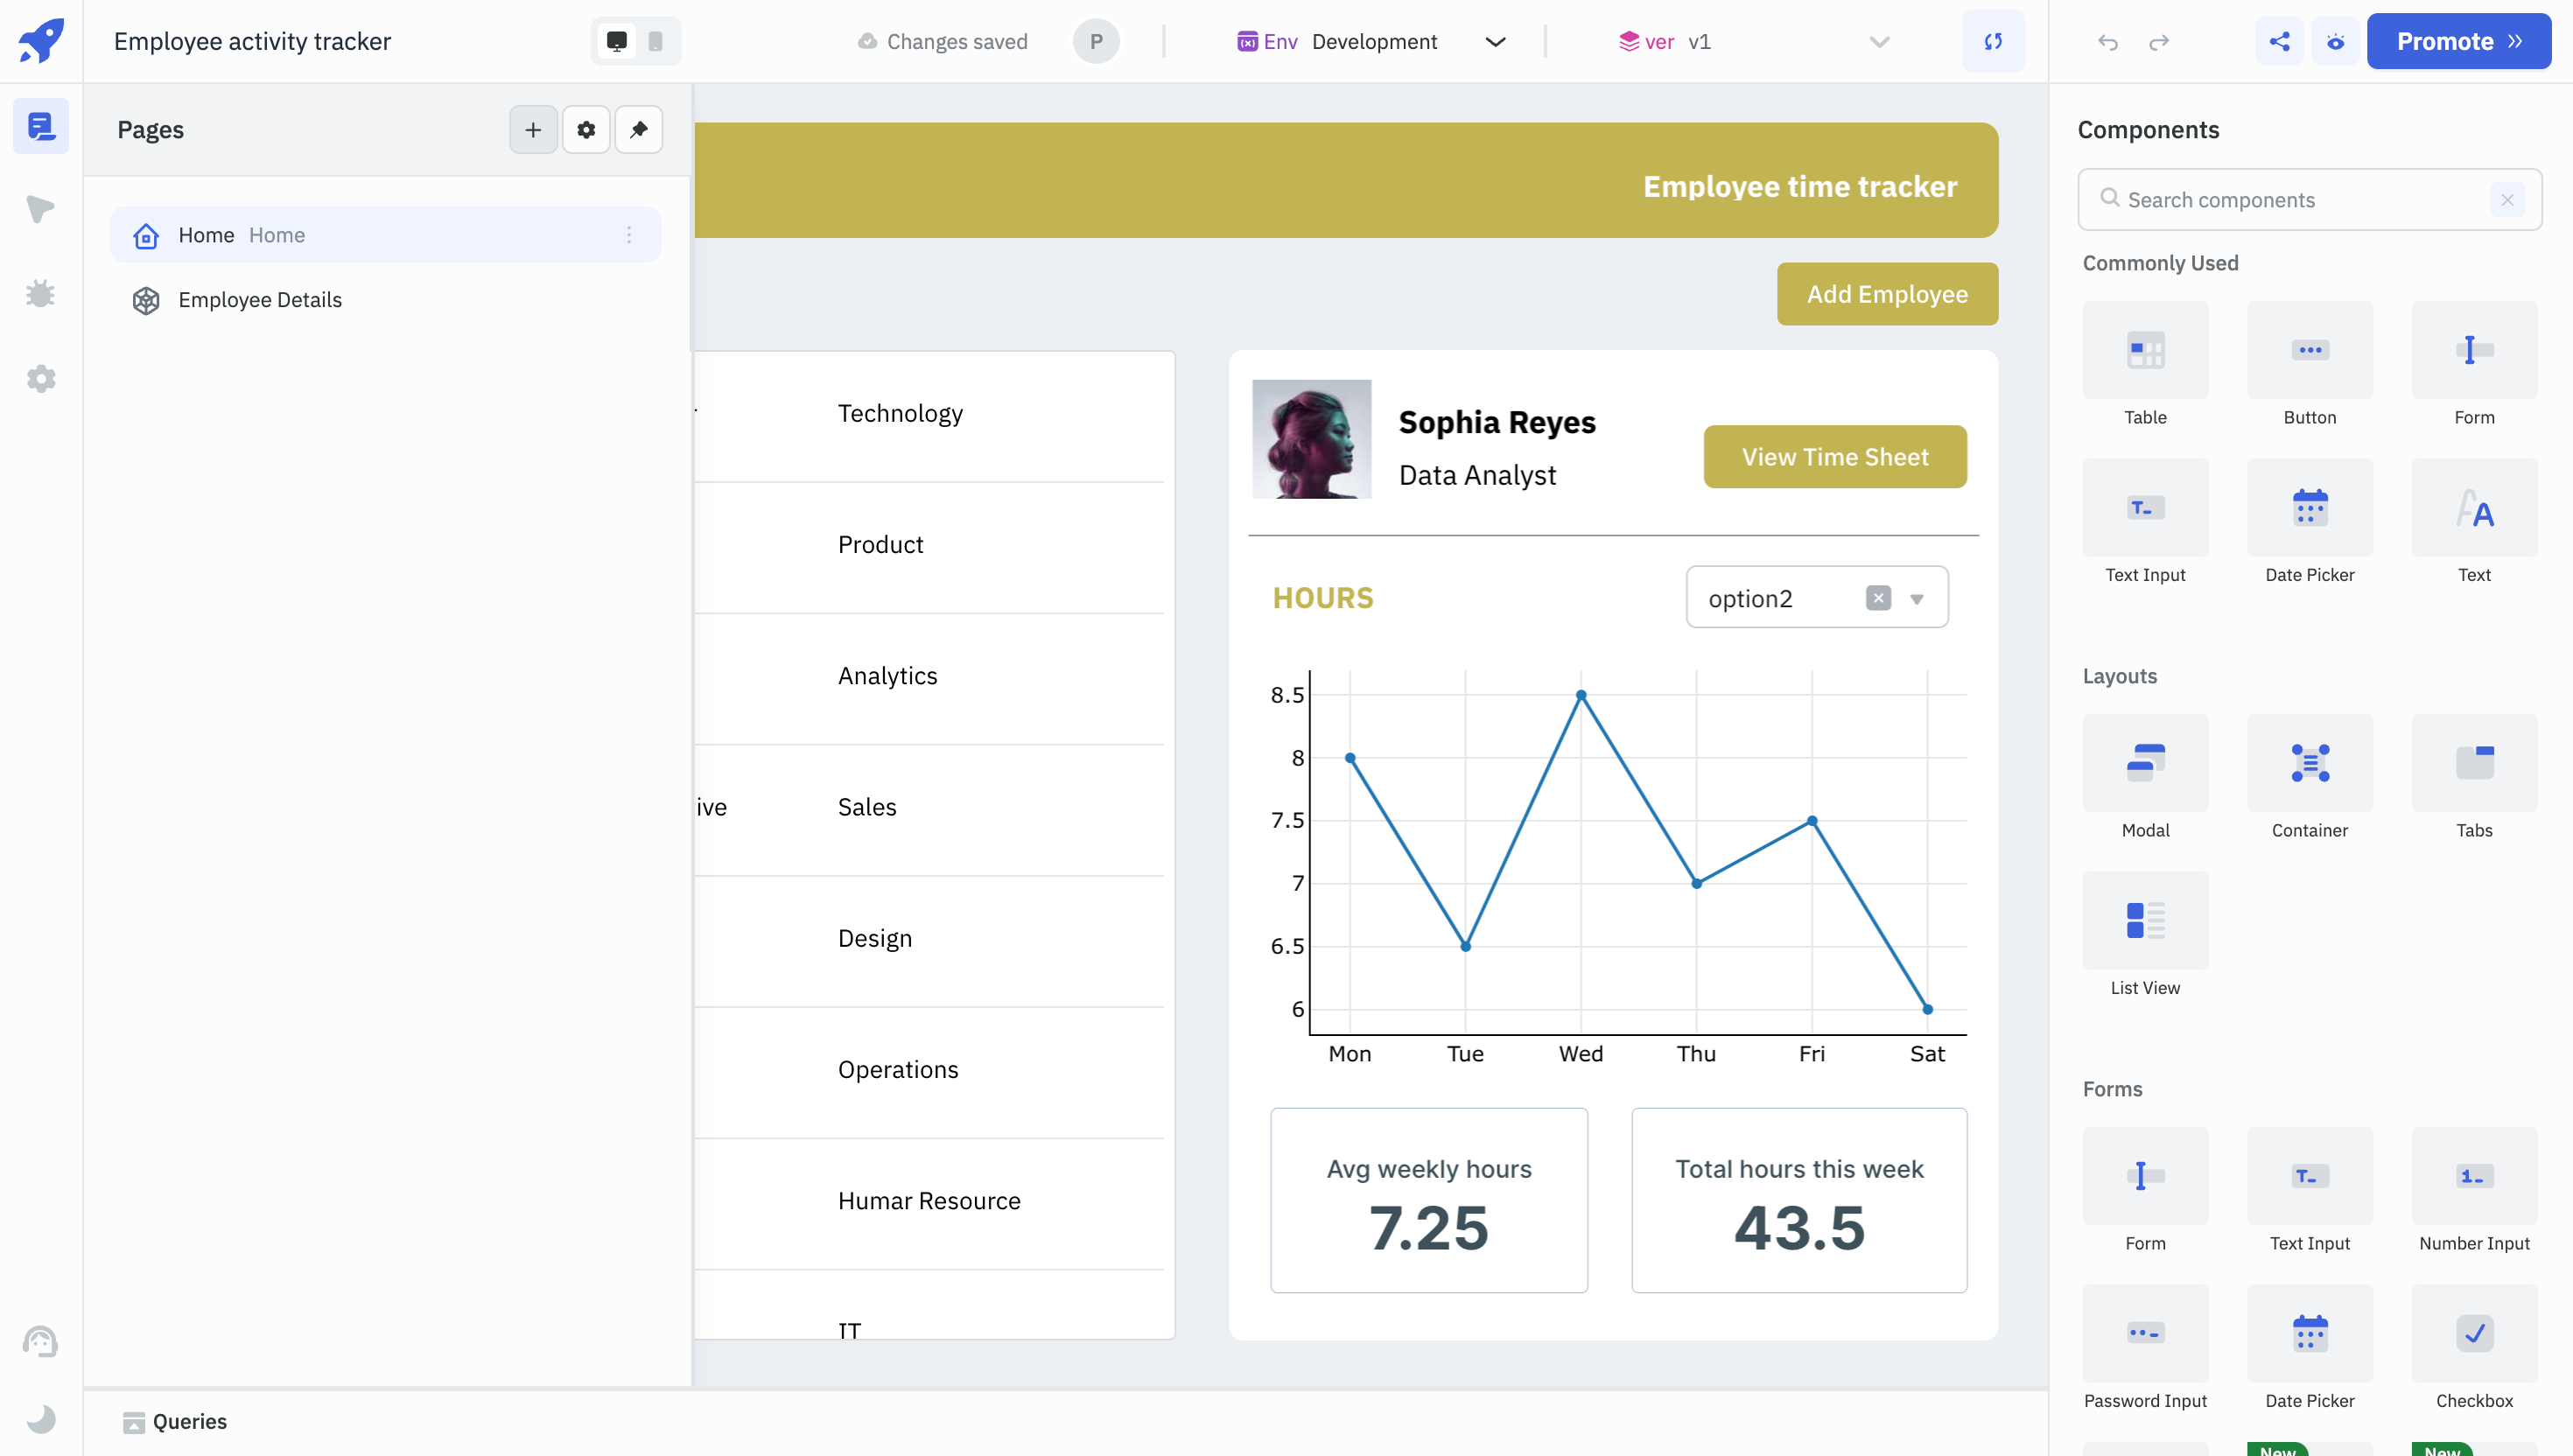 Employee activity tracker
Changes saved
P
Env Development
ver v1
Promote
Pages
Home Home
Employee Details
Employee time tracker
Add Employee
Technology
Product
Analytics
ive Sales
Design
Operations
Humar Resource
IT
Sophia Reyes
Data Analyst
View Time Sheet
HOURS
option2
8.5
8
7.5
7
6.5
6
Mon Tue Wed Thu Fri Sat
Avg weekly hours
7.25
Total hours this week
43.5
Queries
Components
Search components
Commonly Used
Table Button Form
Text Input Date Picker Text
Layouts
Modal Container Tabs
List View
Forms
Form Text Input Number Input
Password Input Date Picker Checkbox
New New